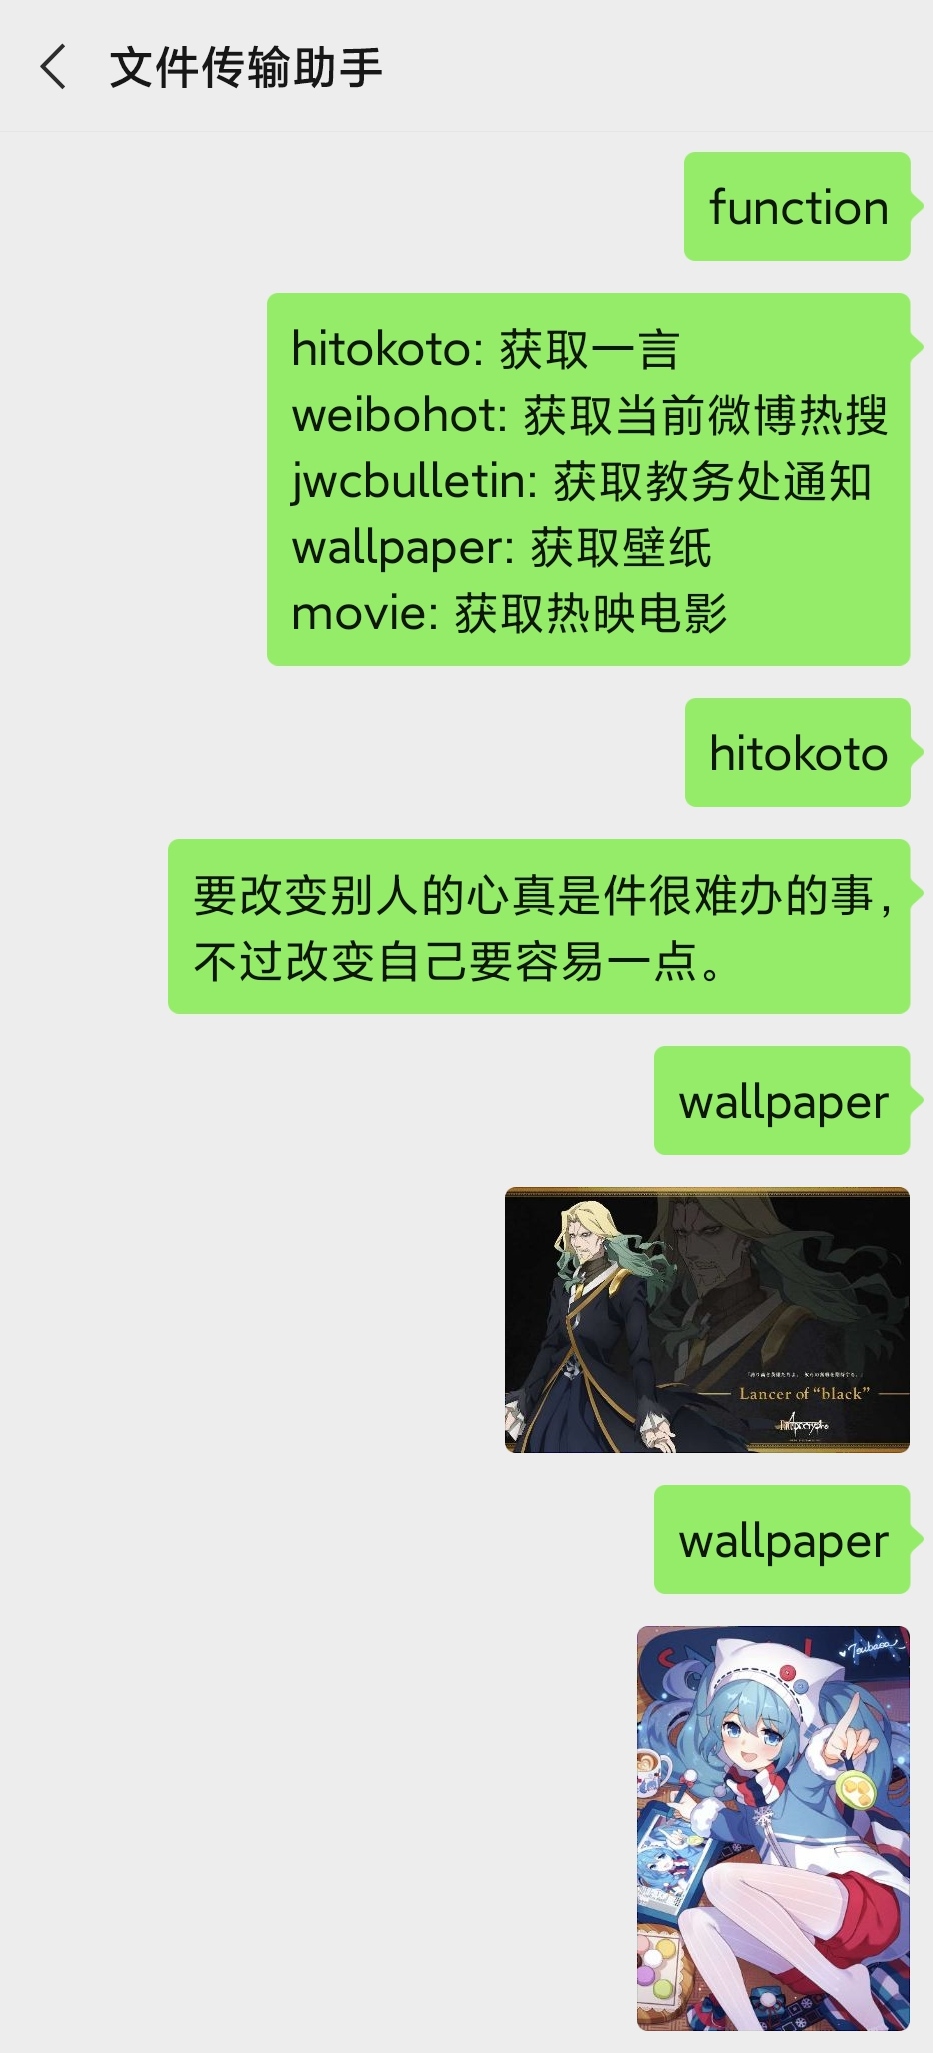 文件传输助手
function
hitokoto: 获取一言
weibohot: 获取当前微博热搜
jwcbulletin: 获取教务处通知
wallpaper: 获取壁纸
movie: 获取热映电影
hitokoto
要改变别人的心真是件很难办的事，
不过改变自己要容易一点。
wallpaper
Lancer of “black”
wallpaper